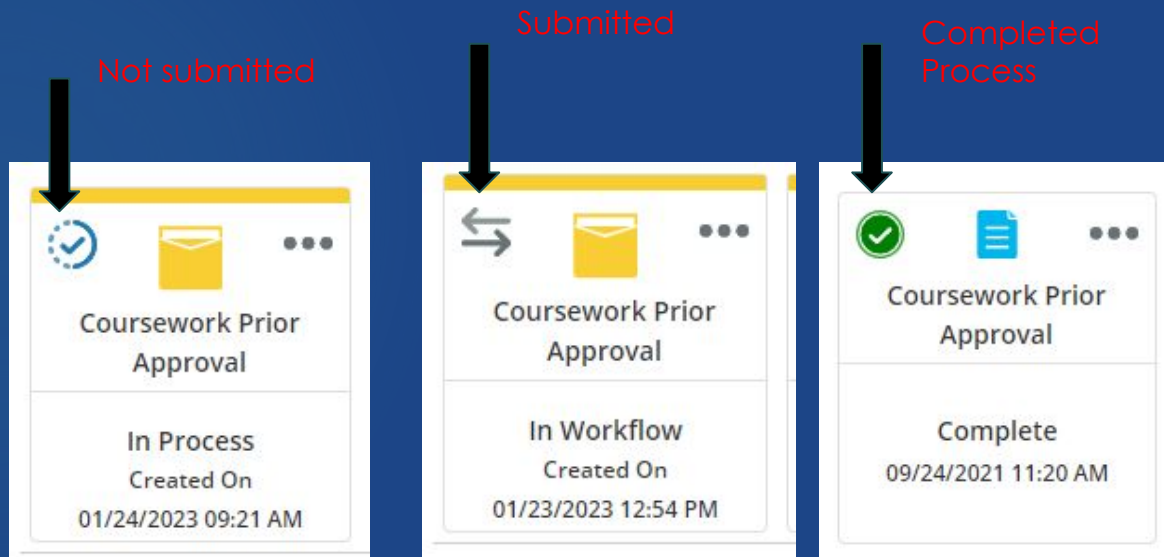 Not submitted
Submitted
Completed
Process
Coursework Prior
Approval
In Process
Created On
01/24/2023 09:21 AM
Coursework Prior
Approval
In Workflow
Created On
01/23/2023 12:54 PM
Coursework Prior
Approval
Complete
09/24/2021 11:20 AM